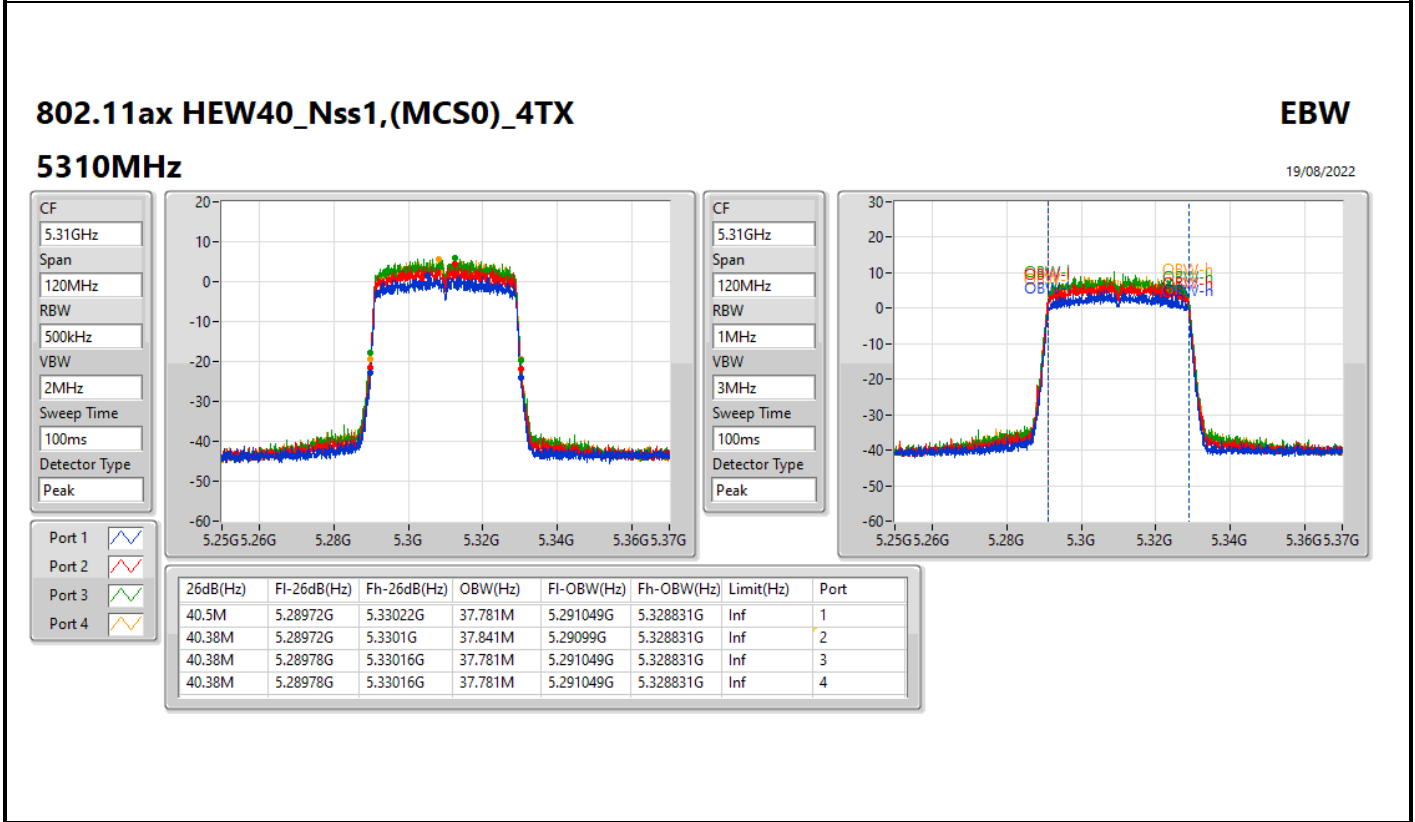 802.11ax HEW40_Nss1,(MCS0)_4TX
EBW
5310MHz
19/08/2022
CF
5.31GHz
Span
120MHz
RBW
500kHz
VBW
2MHz
Sweep Time
100ms
Detector Type
Peak
20
10
0
-10
-20
-30
-40
-50
-60
5.25G 5.26G 5.28G 5.3G 5.32G 5.34G 5.36G 5.37G
CF
5.31GHz
Span
120MHz
RBW
1MHz
VBW
3MHz
Sweep Time
100ms
Detector Type
Peak
30
20
10
0
-10
-20
-30
-40
-50
-60
OBW-l
OBW-h
OBW-h
5.25G 5.26G 5.28G 5.3G 5.32G 5.34G 5.36G 5.37G
Port 1
Port 2
Port 3
Port 4
26dB(Hz) Fl-26dB(Hz) Fh-26dB(Hz) OBW(Hz) Fl-OBW(Hz) Fh-OBW(Hz) Limit(Hz) Port
40.5M 5.28972G 5.33022G 37.781M 5.291049G 5.328831G Inf 1
40.38M 5.28972G 5.3301G 37.841M 5.29099G 5.328831G Inf 2
40.38M 5.28978G 5.33016G 37.781M 5.291049G 5.328831G Inf 3
40.38M 5.28978G 5.33016G 37.781M 5.291049G 5.328831G Inf 4